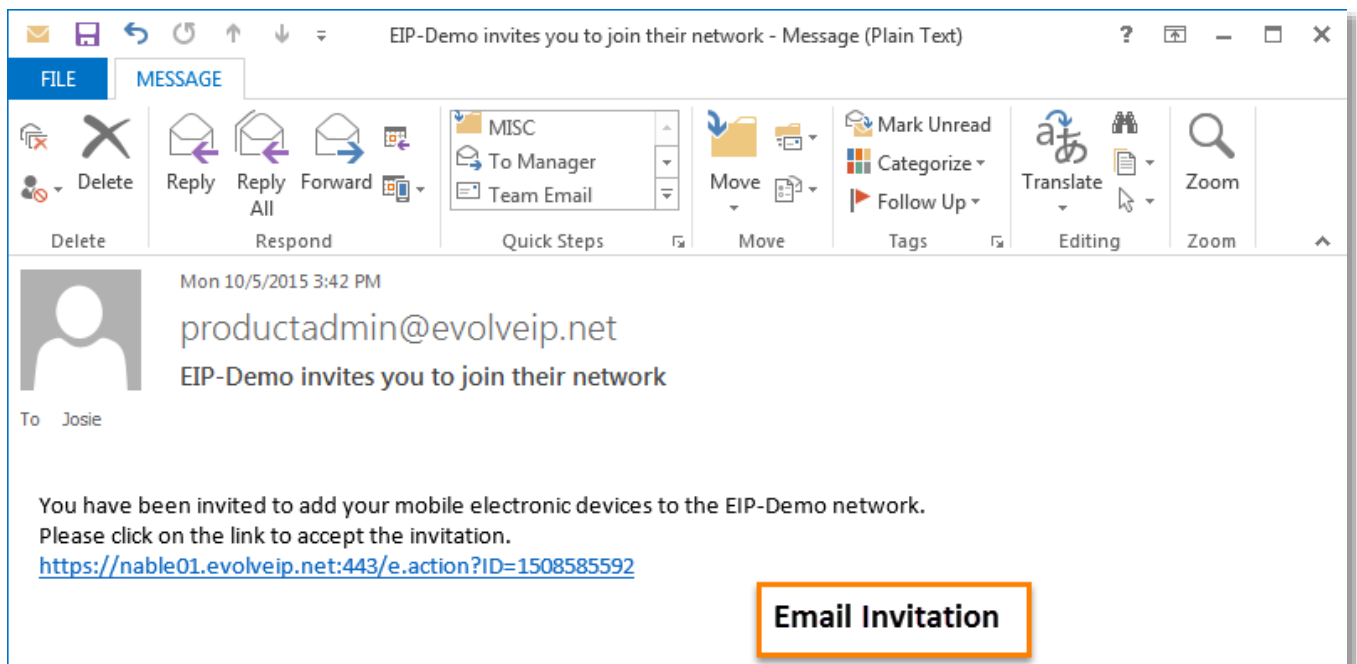 EIP-Demo invites you to join their network - Message (Plain Text)
?
FILE
MESSAGE
Delete
Reply
Reply All
Forward
MISC
To Manager
Team Email
Move
Mark Unread
Categorize
Follow Up
Translate
Zoom
Delete
Respond
Quick Steps
Move
Tags
Editing
Zoom
Mon 10/5/2015 3:42 PM
productadmin@evolveip.net
EIP-Demo invites you to join their network
To Josie
You have been invited to add your mobile electronic devices to the EIP-Demo network.
Please click on the link to accept the invitation.
https://nable01.evolveip.net:443/e.action?ID=1508585592
Email Invitation